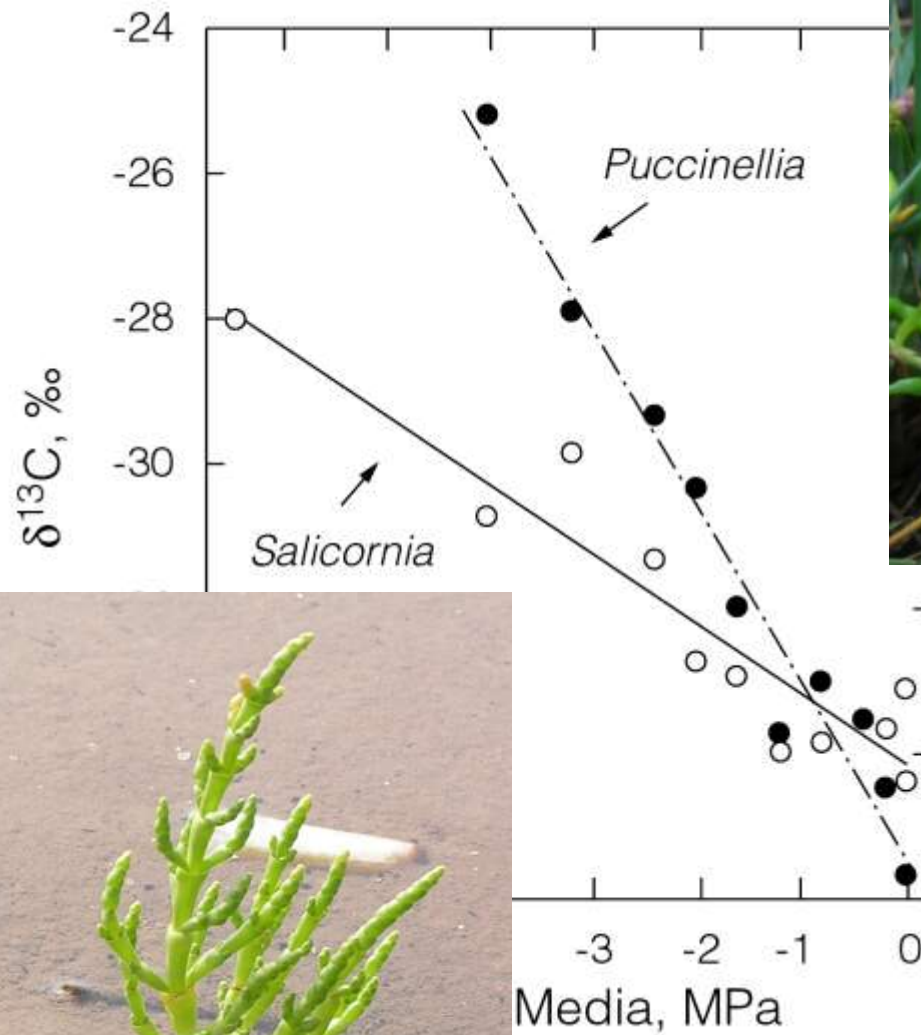 -24
-26
-28
-30
δ¹³C, ‰
Puccinellia
Salicornia
-3 -2 -1 0
Media, MPa